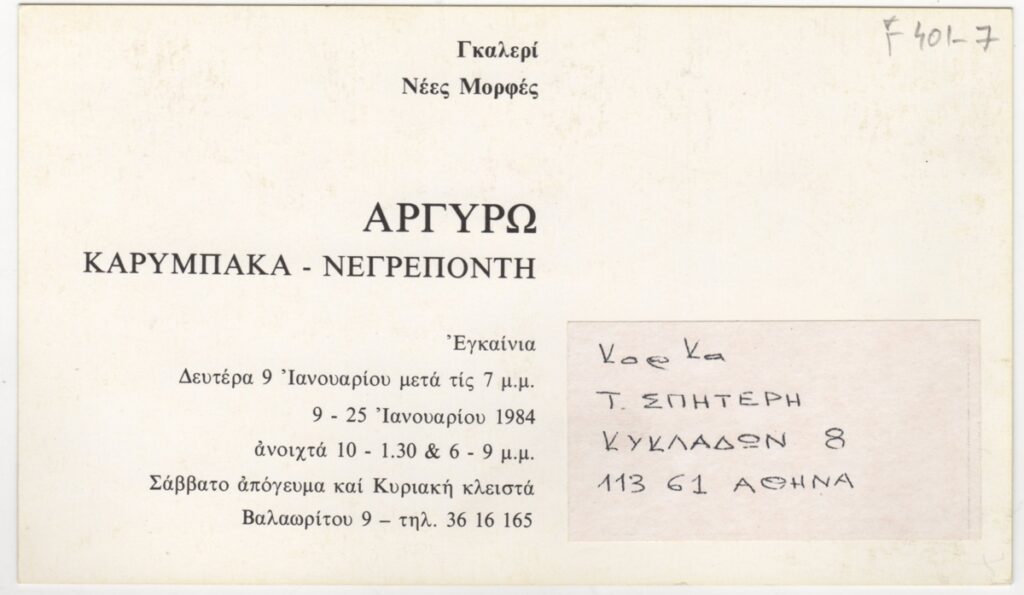 F 401-7
Γκαλερί
Νέες Μορφές
ΑΡΓΥΡΩ
ΚΑΡΥΜΠΑΚΑ - ΝΕΓΡΕΠΟΝΤΗ
Ἐγκαίνια
Δευτέρα 9 Ἰανουαρίου μετά τίς 7 μ.μ.
9 - 25 Ἰανουαρίου 1984
ἀνοιχτά 10 - 1.30 & 6 - 9 μ.μ.
Σάββατο ἀπόγευμα καί Κυριακή κλειστά
Βαλαωρίτου 9 – τηλ. 36 16 165
Κον Κα
Τ. ΣΠΗΤΕΡΗ
ΚΥΚΛΑΔΩΝ 8
113 61 ΑΘΗΝΑ